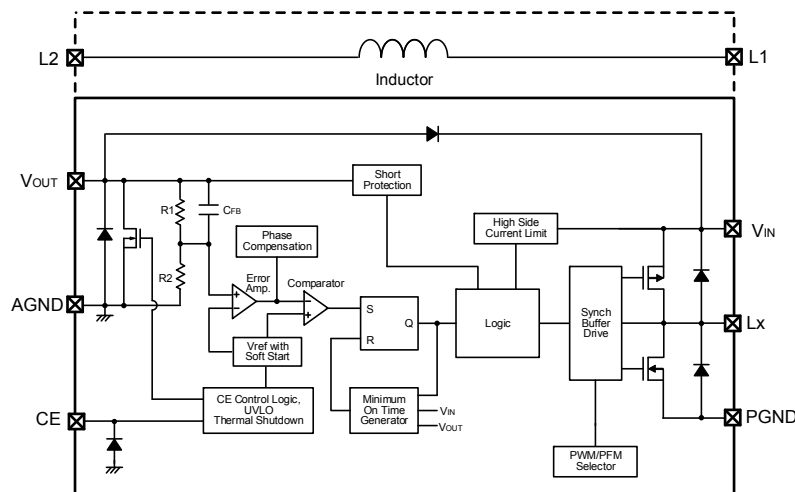 L2
L1
Inductor
VOUT
Short
Protection
R1
CFB
High Side
Current Limit
VIN
Phase
Compensation
R2
Error
Amp.
Comparator
AGND
S
Q
R
Logic
Synch
Buffer
Drive
Lx
Vref with
Soft Start
CE Control Logic,
UVLO
Thermal Shutdown
Minimum
On Time
Generator
VIN
VOUT
CE
PGND
PWM/PFM
Selector